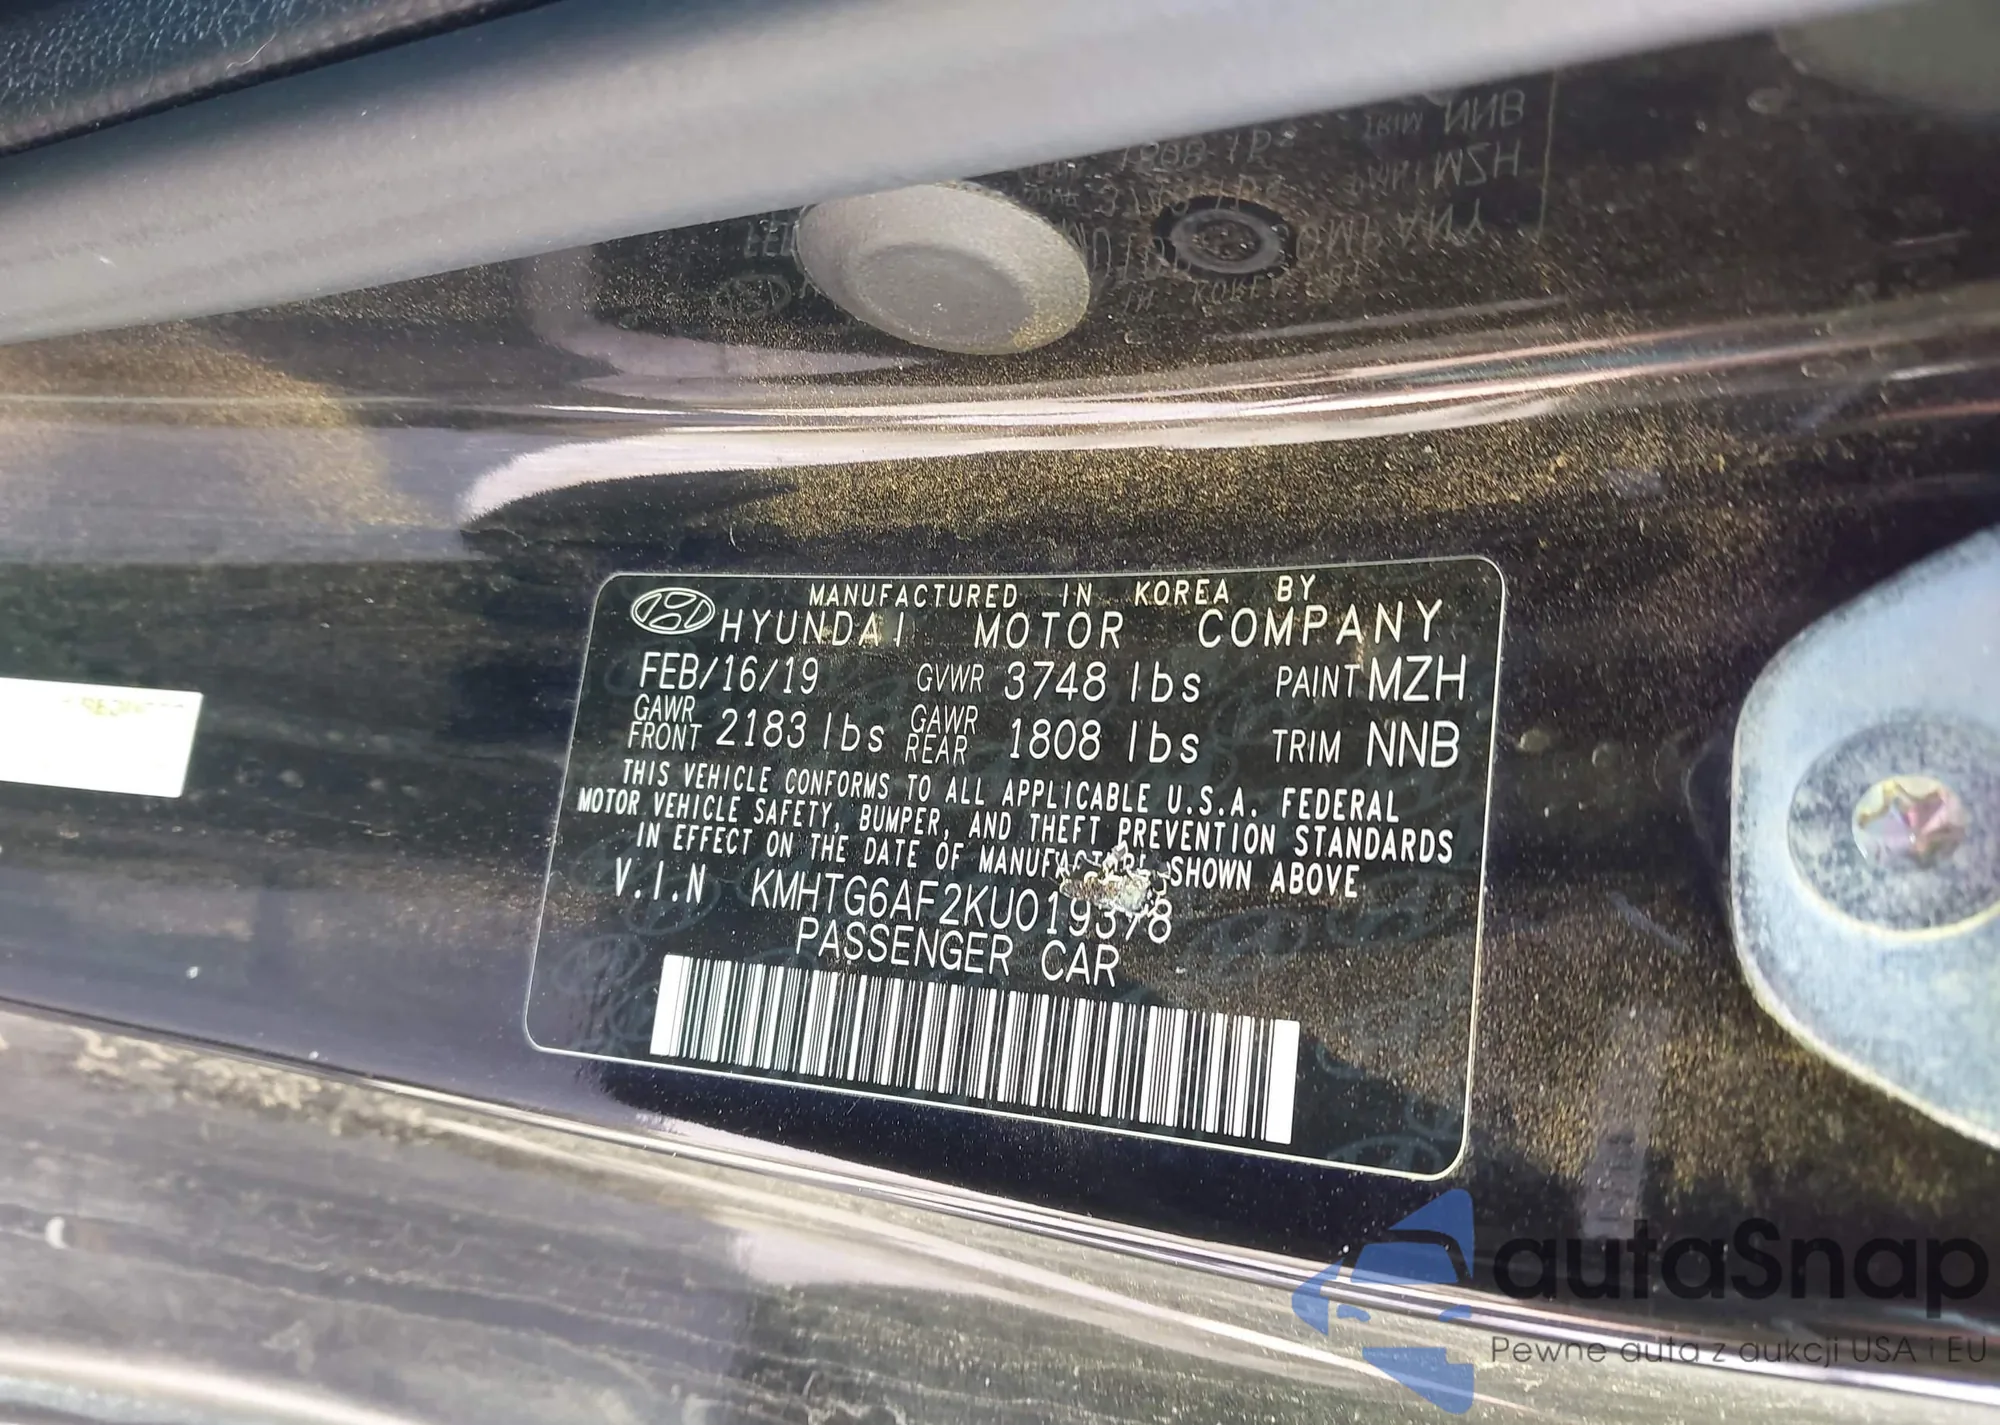 MANUFACTURED IN KOREA BY
HYUNDAI MOTOR COMPANY
FEB/16/19 GVWR 3748 lbs PAINT MZH
GAWR FRONT 2183 lbs GAWR REAR 1808 lbs TRIM NNB
THIS VEHICLE CONFORMS TO ALL APPLICABLE U.S.A. FEDERAL
MOTOR VEHICLE SAFETY, BUMPER, AND THEFT PREVENTION STANDARDS
IN EFFECT ON THE DATE OF MANUFACTURE SHOWN ABOVE
V.I.N KMHTG6AF2KU019378
PASSENGER CAR
autaSnap
Pewne auta z aukcji USA i EU